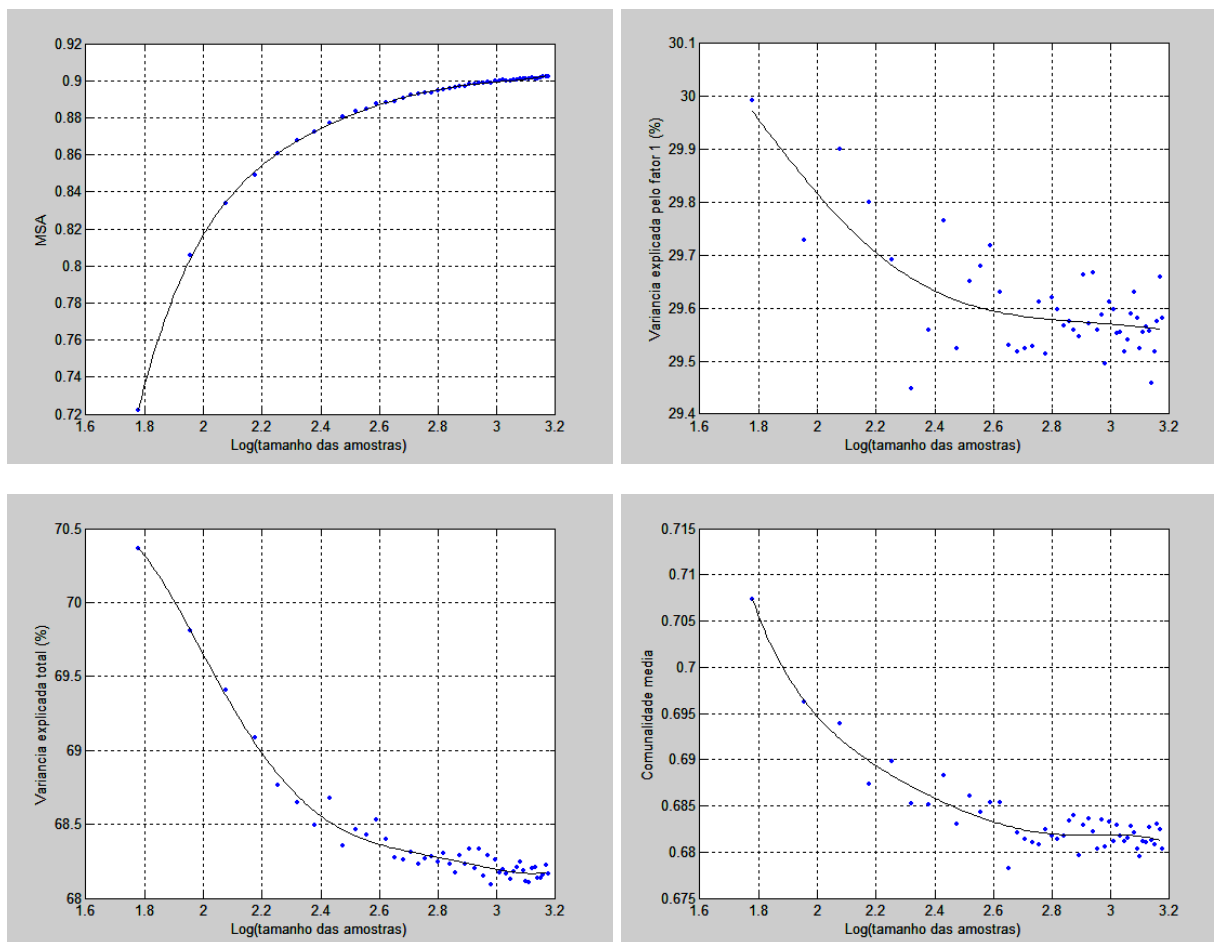 0.92
0.9
0.88
0.86
0.84
0.82
0.8
0.78
0.76
0.74
0.72
MSA
1.6 1.8 2 2.2 2.4 2.6 2.8 3 3.2
Log(tamanho das amostras)
30.1
30
29.9
29.8
29.7
29.6
29.5
29.4
Variancia explicada pelo fator 1 (%)
1.6 1.8 2 2.2 2.4 2.6 2.8 3 3.2
Log(tamanho das amostras)
70.5
70
69.5
69
68.5
68
Variancia explicada total (%)
1.6 1.8 2 2.2 2.4 2.6 2.8 3 3.2
Log(tamanho das amostras)
0.715
0.71
0.705
0.7
0.695
0.69
0.685
0.68
0.675
Comunalidade media
1.6 1.8 2 2.2 2.4 2.6 2.8 3 3.2
Log(tamanho das amostras)